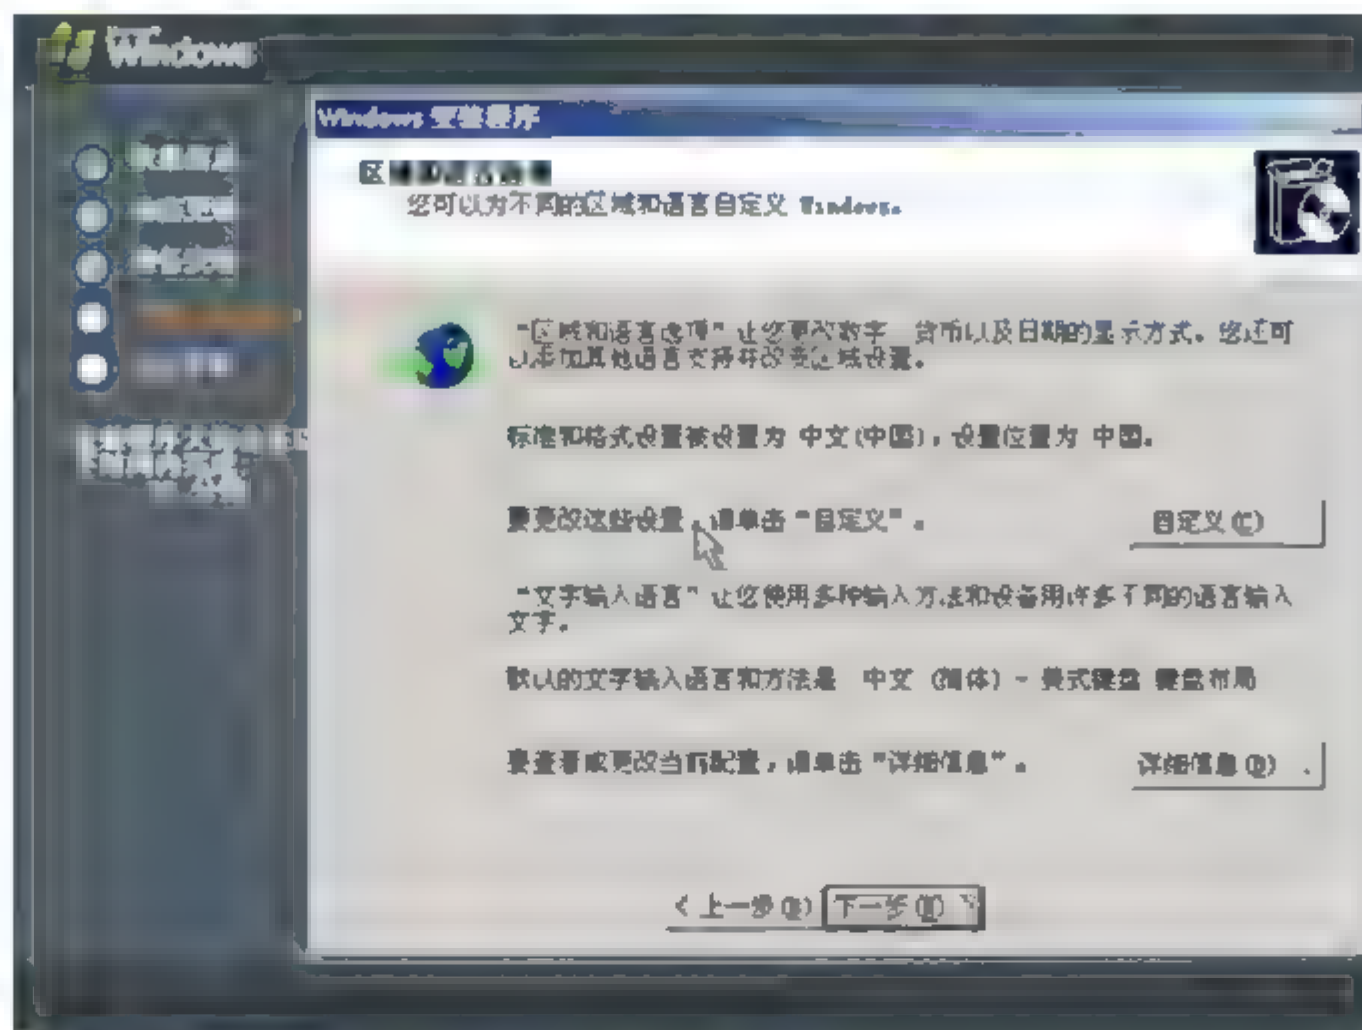 Windows
Windows 安装程序
区
您可以为不同的区域和语言自定义 Windows。
“区域和语言选项”让您更改数字、货币以及日期的显示方式。您还可
以添加其他语言支持并改变区域设置。
标准和格式设置被设置为 中文(中国)，设置位置为 中国。
要更改这些设置，请单击“自定义”。
自定义(C)
“文字输入语言”让您使用多种输入方法和设备用许多不同的语言输入
文字。
默认的文字输入语言和方法是 中文 (简体) - 美式键盘 键盘布局
要查看或更改当前配置，请单击“详细信息”。
详细信息(D)
< 上一步(B)
下一步(N) >